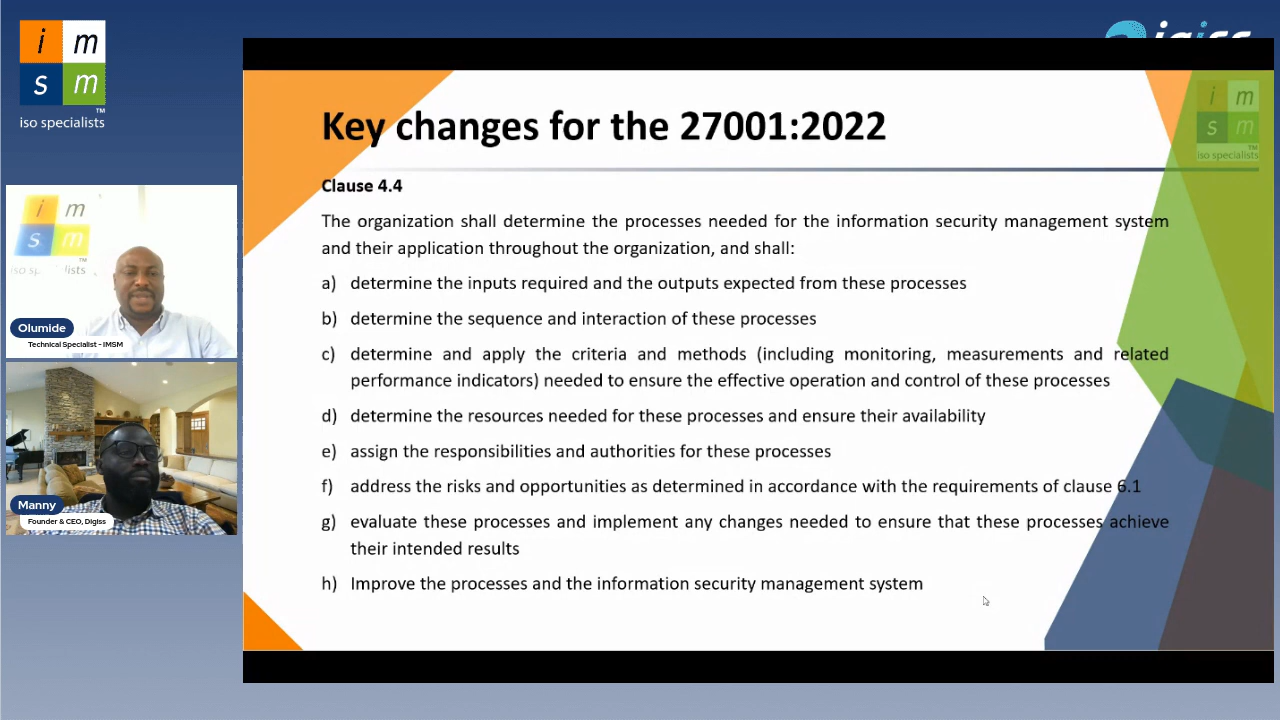 i m
s m
TM
iso specialists
igiss
Key changes for the 27001:2022
i m
s m
TM
iso specialists
Clause 4.4
The organization shall determine the processes needed for the information security management system
and their application throughout the organization, and shall:
a) determine the inputs required and the outputs expected from these processes
b) determine the sequence and interaction of these processes
c) determine and apply the criteria and methods (including monitoring, measurements and related
performance indicators) needed to ensure the effective operation and control of these processes
d) determine the resources needed for these processes and ensure their availability
e) assign the responsibilities and authorities for these processes
f) address the risks and opportunities as determined in accordance with the requirements of clause 6.1
g) evaluate these processes and implement any changes needed to ensure that these processes achieve
their intended results
h) Improve the processes and the information security management system
i m
s m
Olumide
Technical Specialist - IMSM
Manny
Founder & CEO, Digiss